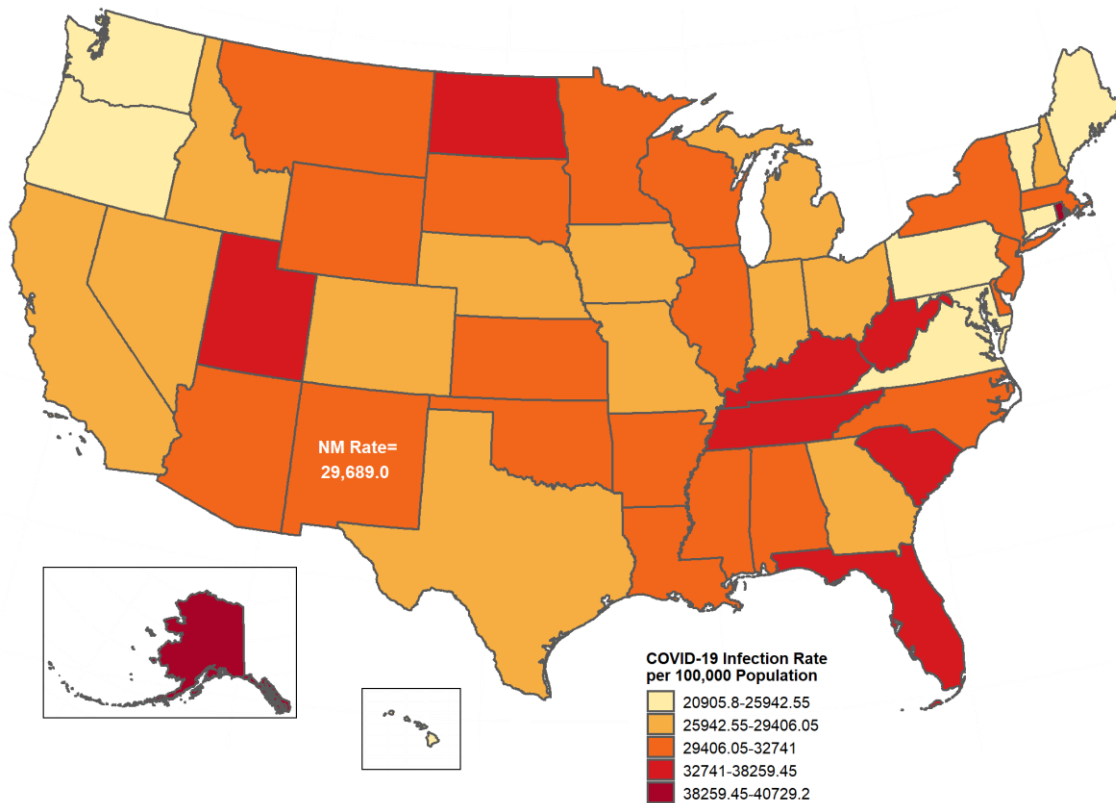 NM Rate=
29,689.0
COVID-19 Infection Rate
per 100,000 Population
20905.8-25942.55
25942.55-29406.05
29406.05-32741
32741-38259.45
38259.45-40729.2